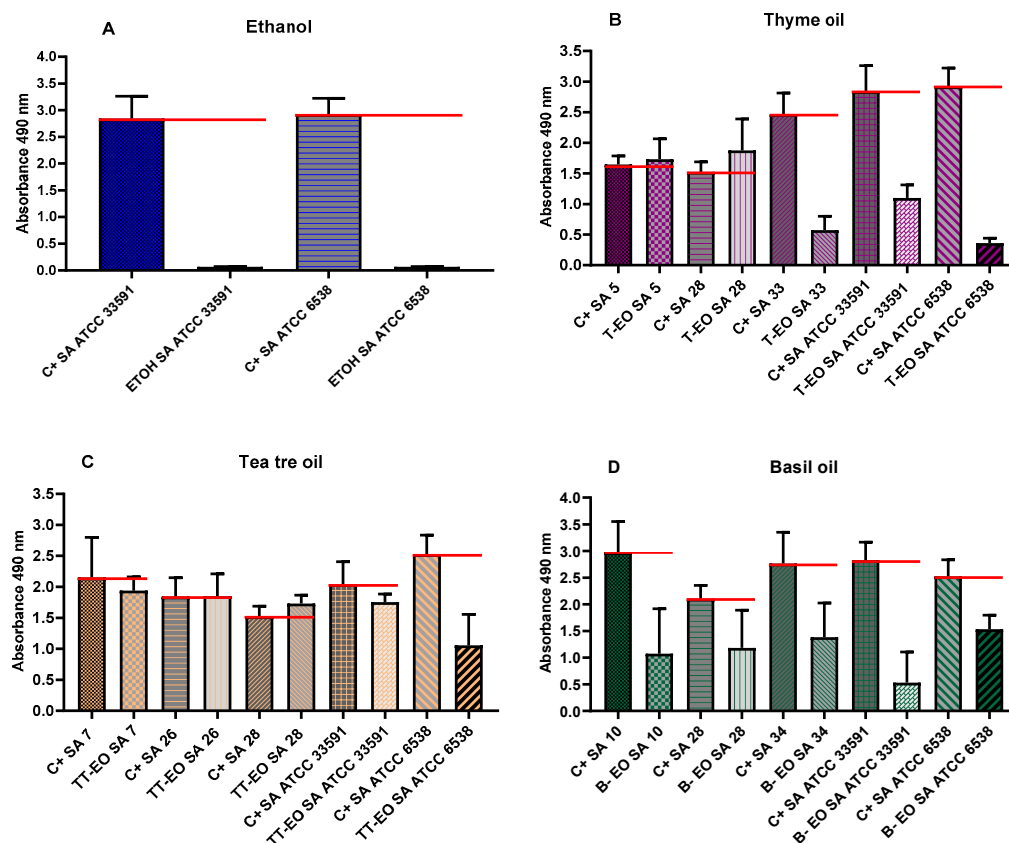 A
Ethanol
Absorbance 490 nm
4.0
3.5
3.0
2.5
2.0
1.5
1.0
0.5
0.0
C+ SA ATCC 33591
ETOH SA ATCC 33591
C+ SA ATCC 6538
ETOH SA ATCC 6538
B
Thyme oil
Absorbance 490 nm
3.5
3.0
2.5
2.0
1.5
1.0
0.5
0.0
C+ SA 5
T-EO SA 5
C+ SA 28
T-EO SA 28
C+ SA 33
T-EO SA 33
C+ SA ATCC 33591
T-EO SA ATCC 33591
C+ SA ATCC 6538
T-EO SA ATCC 6538
C
Tea tre oil
Absorbance 490 nm
3.5
3.0
2.5
2.0
1.5
1.0
0.5
0.0
C+ SA 7
TT-EO SA 7
C+ SA 26
TT-EO SA 26
C+ SA 28
TT-EO SA 28
C+ SA ATCC 33591
TT-EO SA ATCC 33591
C+ SA ATCC 6538
TT-EO SA ATCC 6538
D
Basil oil
Absorbance 490 nm
4.0
3.5
3.0
2.5
2.0
1.5
1.0
0.5
0.0
C+ SA 10
B- EO SA 10
C+ SA 28
B- EO SA 28
C+ SA 34
B- EO SA 34
C+ SA ATCC 33591
B- EO SA ATCC 33591
C+ SA ATCC 6538
B- EO SA ATCC 6538